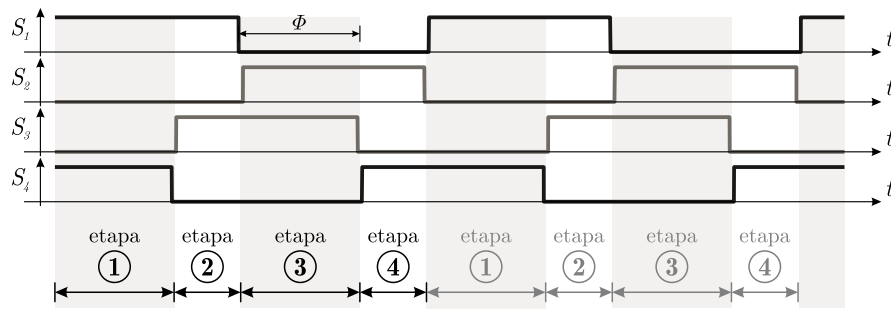 S₁ Φ t
S₂ t
S₃ t
S₄ t
etapa etapa etapa etapa etapa etapa etapa etapa
1 2 3 4 1 2 3 4